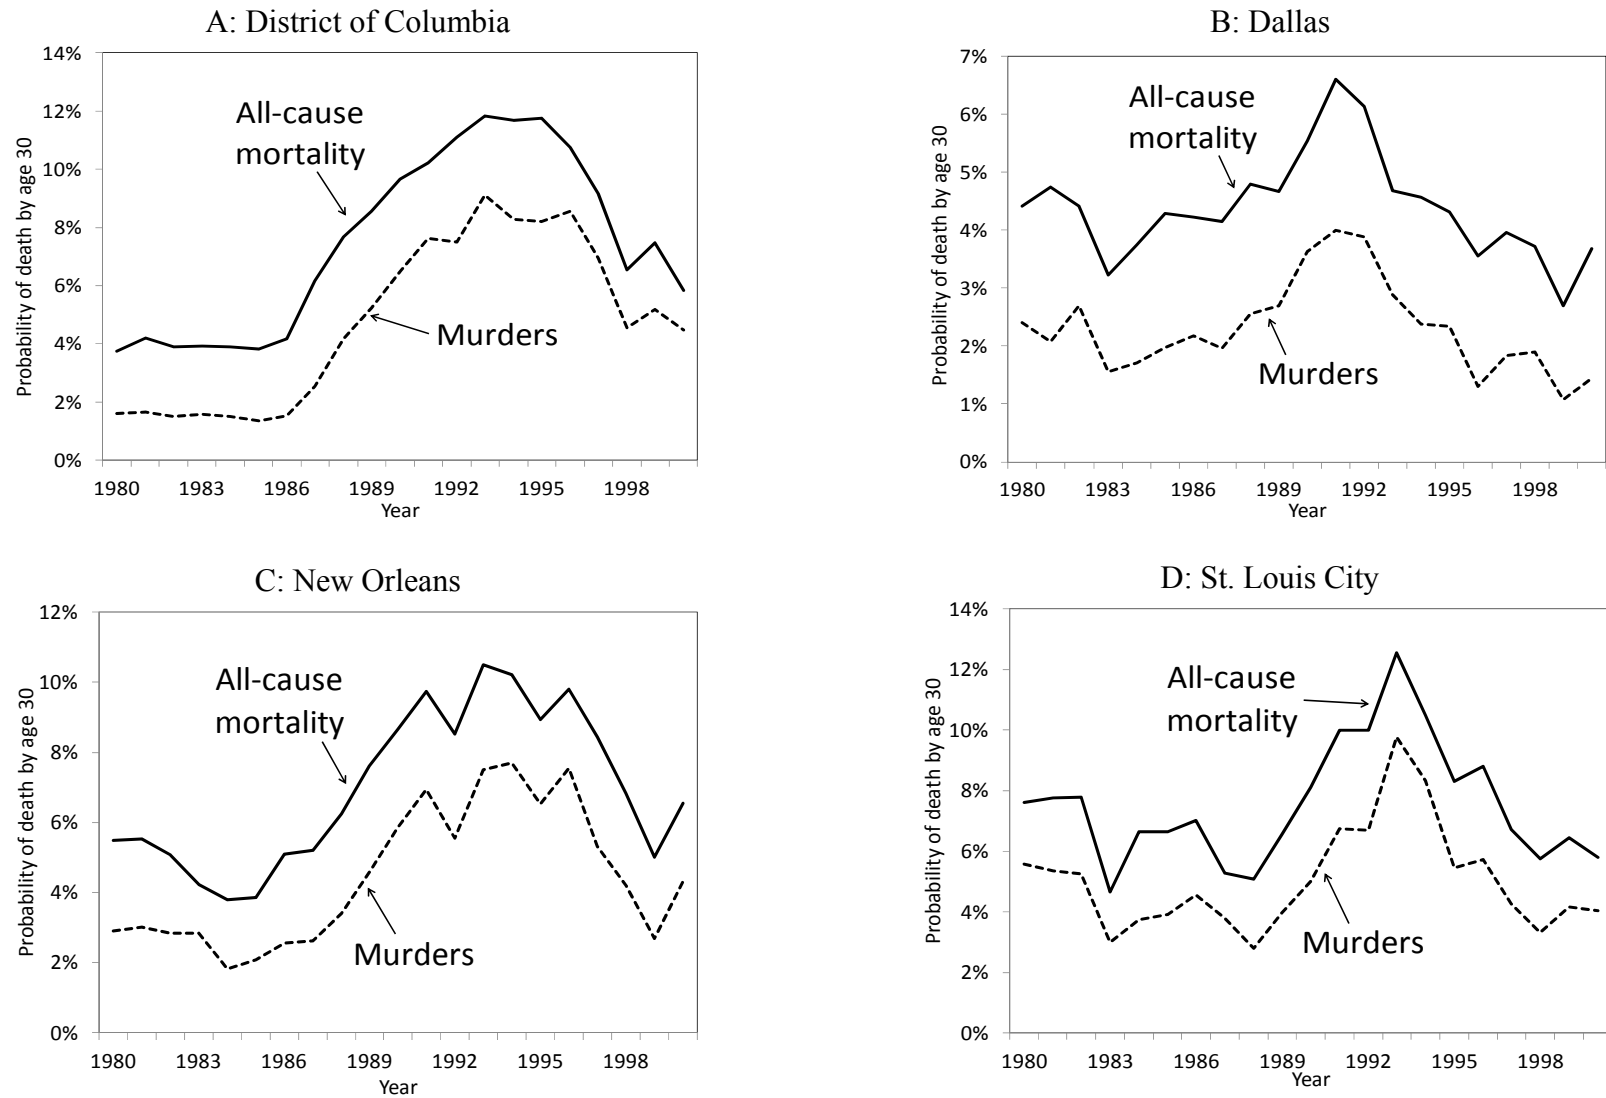 A: District of Columbia
Probability of death by age 30
14%
12%
10%
8%
6%
4%
2%
0%
All-cause
mortality
Murders
1980 1983 1986 1989 1992 1995 1998
Year
B: Dallas
Probability of death by age 30
7%
6%
5%
4%
3%
2%
1%
0%
All-cause
mortality
Murders
1980 1983 1986 1989 1992 1995 1998
Year
C: New Orleans
Probability of death by age 30
12%
10%
8%
6%
4%
2%
0%
All-cause
mortality
Murders
1980 1983 1986 1989 1992 1995 1998
Year
D: St. Louis City
Probability of death by age 30
14%
12%
10%
8%
6%
4%
2%
0%
All-cause
mortality
Murders
1980 1983 1986 1989 1992 1995 1998
Year